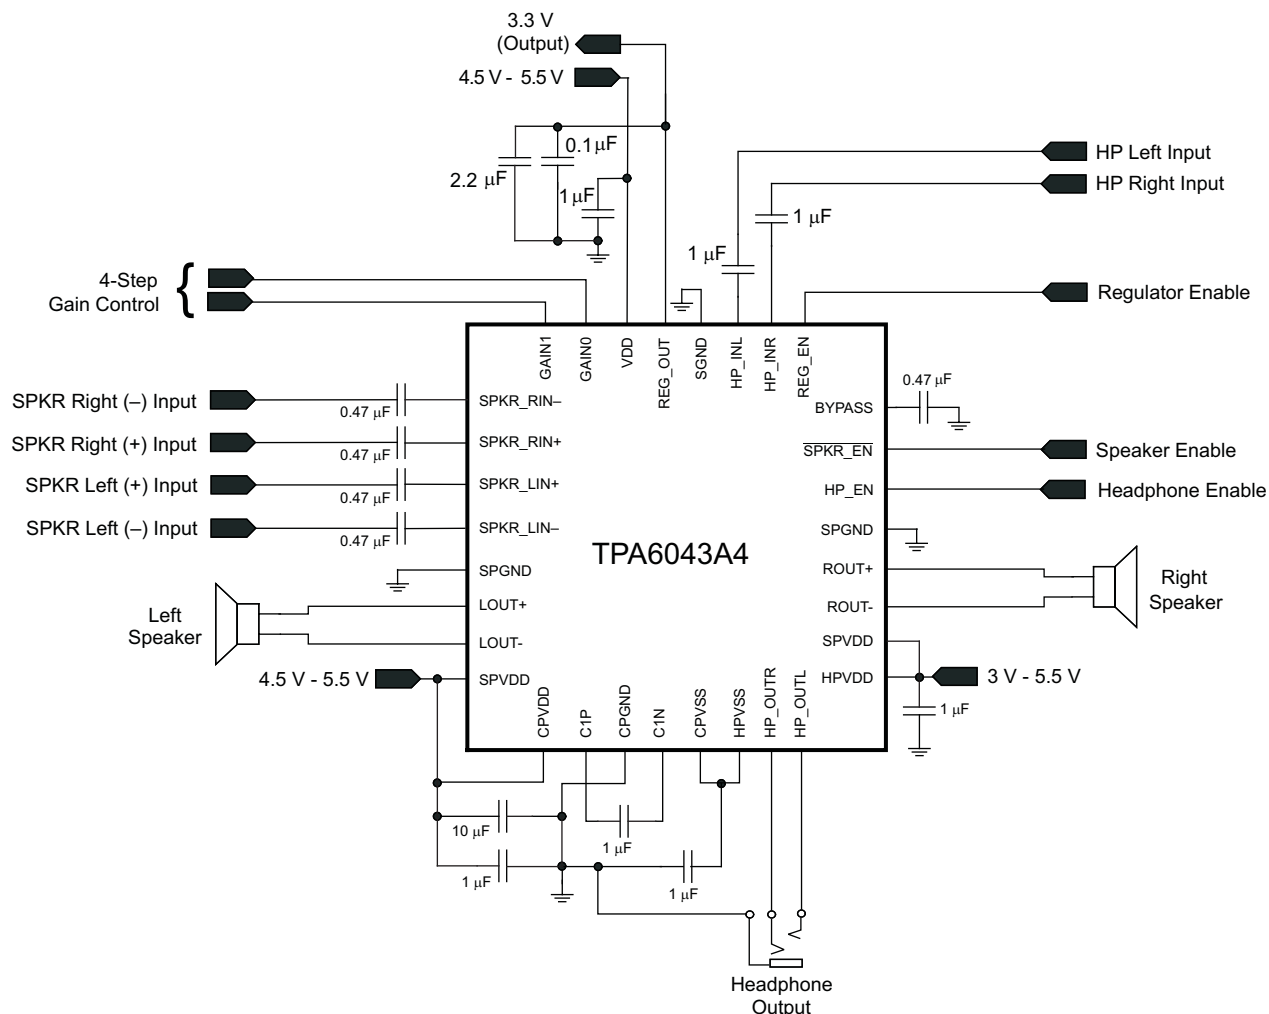 3.3 V
(Output)
4.5 V - 5.5 V
0.1 μF
2.2 μF
1 μF
HP Left Input
HP Right Input
1 μF
1 μF
4-Step
Gain Control
{
Regulator Enable
GAIN1
GAIN0
VDD
REG_OUT
SGND
HP_INL
HP_INR
REG_EN
SPKR Right (–) Input
0.47 μF
SPKR_RIN–
SPKR Right (+) Input
0.47 μF
SPKR_RIN+
SPKR Left (+) Input
0.47 μF
SPKR_LIN+
SPKR Left (–) Input
0.47 μF
SPKR_LIN–
BYPASS
0.47 μF
SPKR_EN
Speaker Enable
HP_EN
Headphone Enable
SPGND
TPA6043A4
SPGND
ROUT+
Right
Speaker
ROUT-
Left
Speaker
LOUT+
LOUT-
SPVDD
4.5 V - 5.5 V
SPVDD
HPVDD
3 V - 5.5 V
1 μF
CPVDD
C1P
CPGND
C1N
CPVSS
HPVSS
HP_OUTR
HP_OUTL
10 μF
1 μF
1 μF
1 μF
Headphone
Output